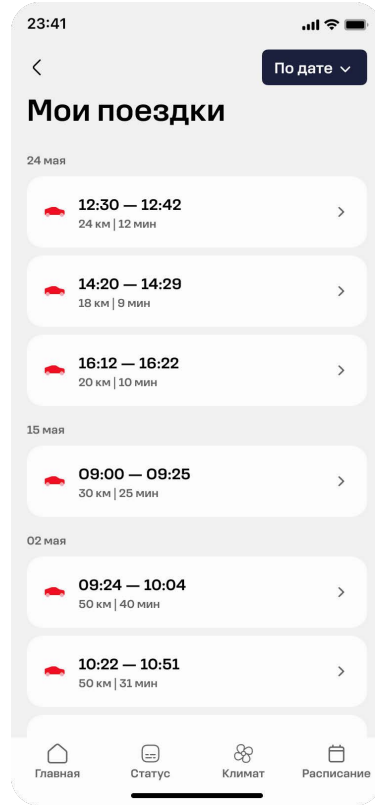 23:41
По дате
Мои поездки
24 мая
12:30 — 12:42
24 км | 12 мин
14:20 — 14:29
18 км | 9 мин
16:12 — 16:22
20 км | 10 мин
15 мая
09:00 — 09:25
30 км | 25 мин
02 мая
09:24 — 10:04
50 км | 40 мин
10:22 — 10:51
50 км | 31 мин
Главная Статус Климат Расписание